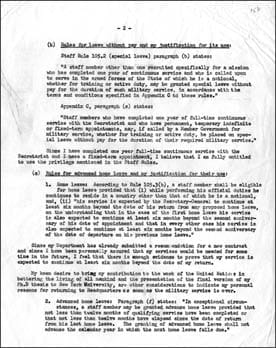 - 2 -
(b) Rules for leave without pay and my justification for its use:
Staff Rule 105.2 (special leave) paragraph (b) states:
"A staff member other than one recruited specifically for a mission
who has completed one year of continuous service and who is called upon
to serve in the armed forces of the State of which he is a national,
whether for training or active duty, may be granted special leave without
pay for the duration of such military service, in accordance with the
terms and conditions specified in Appendix C to these rules."
Appendix C, paragraph (c) states:
"Staff members who have completed one year of full-time continuous
service with the Secretariat and who have permanent, temporary indefinite
or fixed-term appointments, may, if called by a Member Government for
military service, whether for training or active duty, be placed on spec-
ial leave without pay for the duration of their required military service."
Since I have completed one year full-time continuous service with the
Secretariat and I have a fixed-term appointment, I believe that I am fully entitled
to use the privilege mentioned in the Staff Rules.
(c) Rules for advanced home leave and my justification for their use:
1. Home leave: According to Rule 105.3(b), a staff member shall be eligible
for home leave provided that (i) while performing his official duties he
continues to reside in a country other than that of which he is a national,
and, (ii) "his service is expected by the Secretary-General to continue at
least six months beyond the date of his return from any proposed home leave,
on the understanding that in the case of the first home leave his service
is also expected to continue at least six months beyond the second anniver-
sary of his date of appointment, and that in every other case his service is
also expected to continue at least six months beyond the second anniversary
of the date of departure on his previous home leave."
Since my Department has already submitted a recommendation for a new contract
and since I have been personally assured that my services would be needed for some
time in the future, I feel that there is enough evidence to prove that my service is
expected to continue at least six months beyond the date of my return.
My keen desire to bring my contribution to the work of the United Nations in
bettering the living of all mankind and the presentation of the final version of my
Ph.D thesis to New York University, are other considerations to indicate my personal
reasons for returning to Headquarters as soon as the military service is over.
2. Advanced home leave: Paragraph (f) states: "In exceptional circum-
stances, a staff member may be granted advance home leave provided that
not less than twelve months of qualifying service have been completed or
that not less than twelve months have elapsed since the date of return
from his last home leave. The granting of advanced home leave shall not
advance the calendar year in which the next home leave falls due."